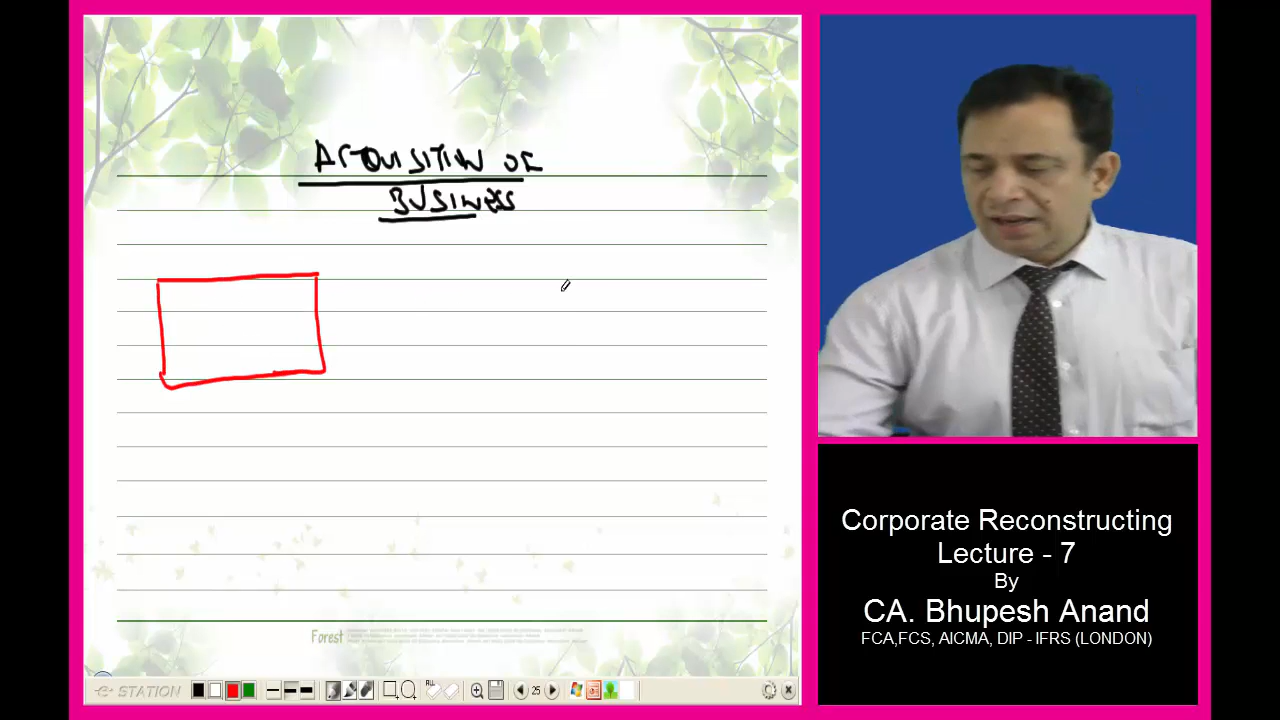 ACQUISITION OF
BUSINESS
Forest
e-STATION
ALL
25
Corporate Reconstructing
Lecture - 7
By
CA. Bhupesh Anand
FCA,FCS, AICMA, DIP - IFRS (LONDON)